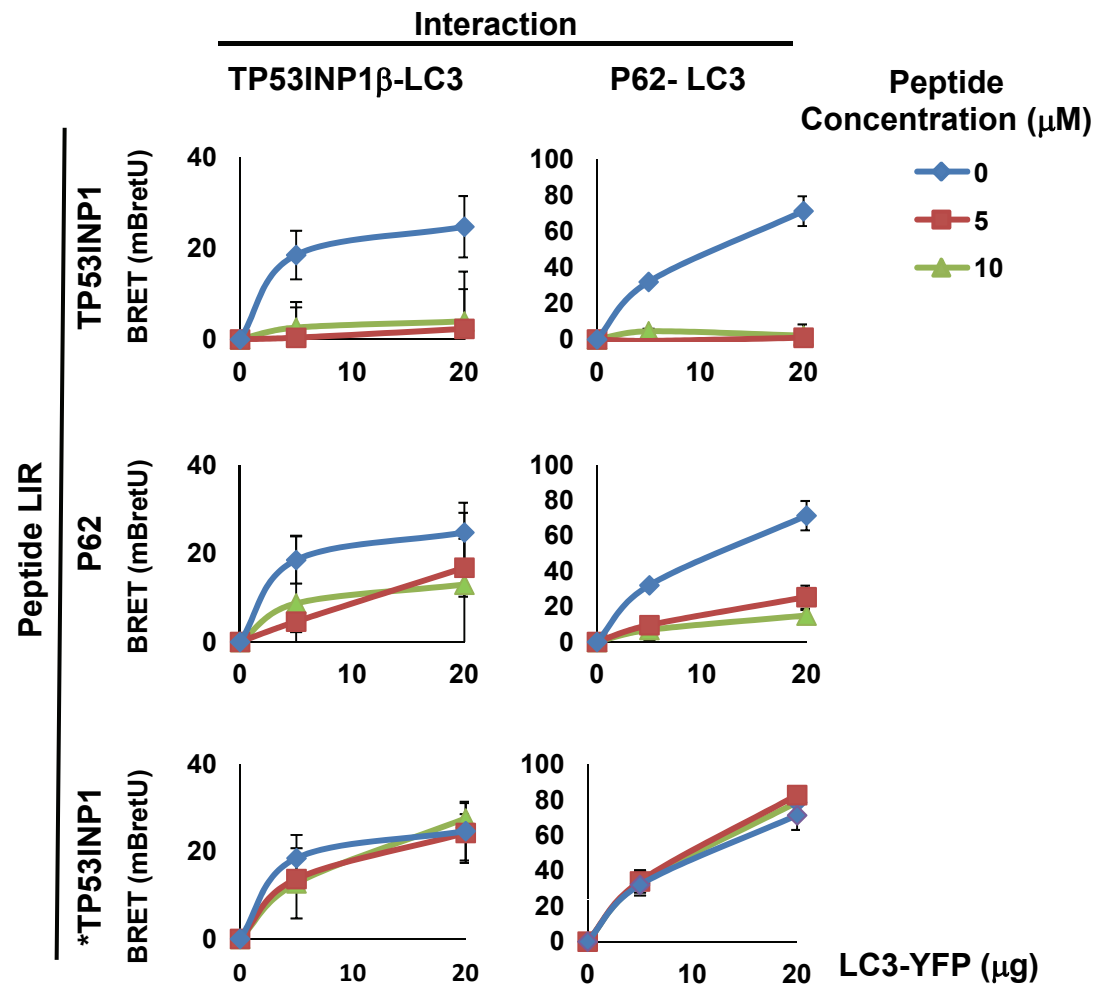 Interaction
TP53INP1β-LC3
P62- LC3
Peptide
Concentration (μM)
0
5
10
Peptide LIR
TP53INP1
BRET (mBretU)
40
20
0
0 10 20
100
80
60
40
20
0
0 10 20
P62
BRET (mBretU)
40
20
0
0 10 20
100
80
60
40
20
0
0 10 20
*TP53INP1
BRET (mBretU)
40
20
0
0 10 20
100
80
60
40
20
0
0 10 20
LC3-YFP (μg)